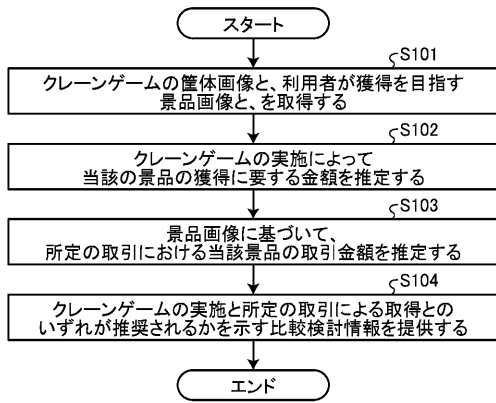 スタート
S101
クレーンゲームの筐体画像と、利用者が獲得を目指す
景品画像と、を取得する
S102
クレーンゲームの実施によって
当該の景品の獲得に要する金額を推定する
S103
景品画像に基づいて、
所定の取引における当該景品の取引金額を推定する
S104
クレーンゲームの実施と所定の取引による取得との
いずれが推奨されるかを示す比較検討情報を提供する
エンド